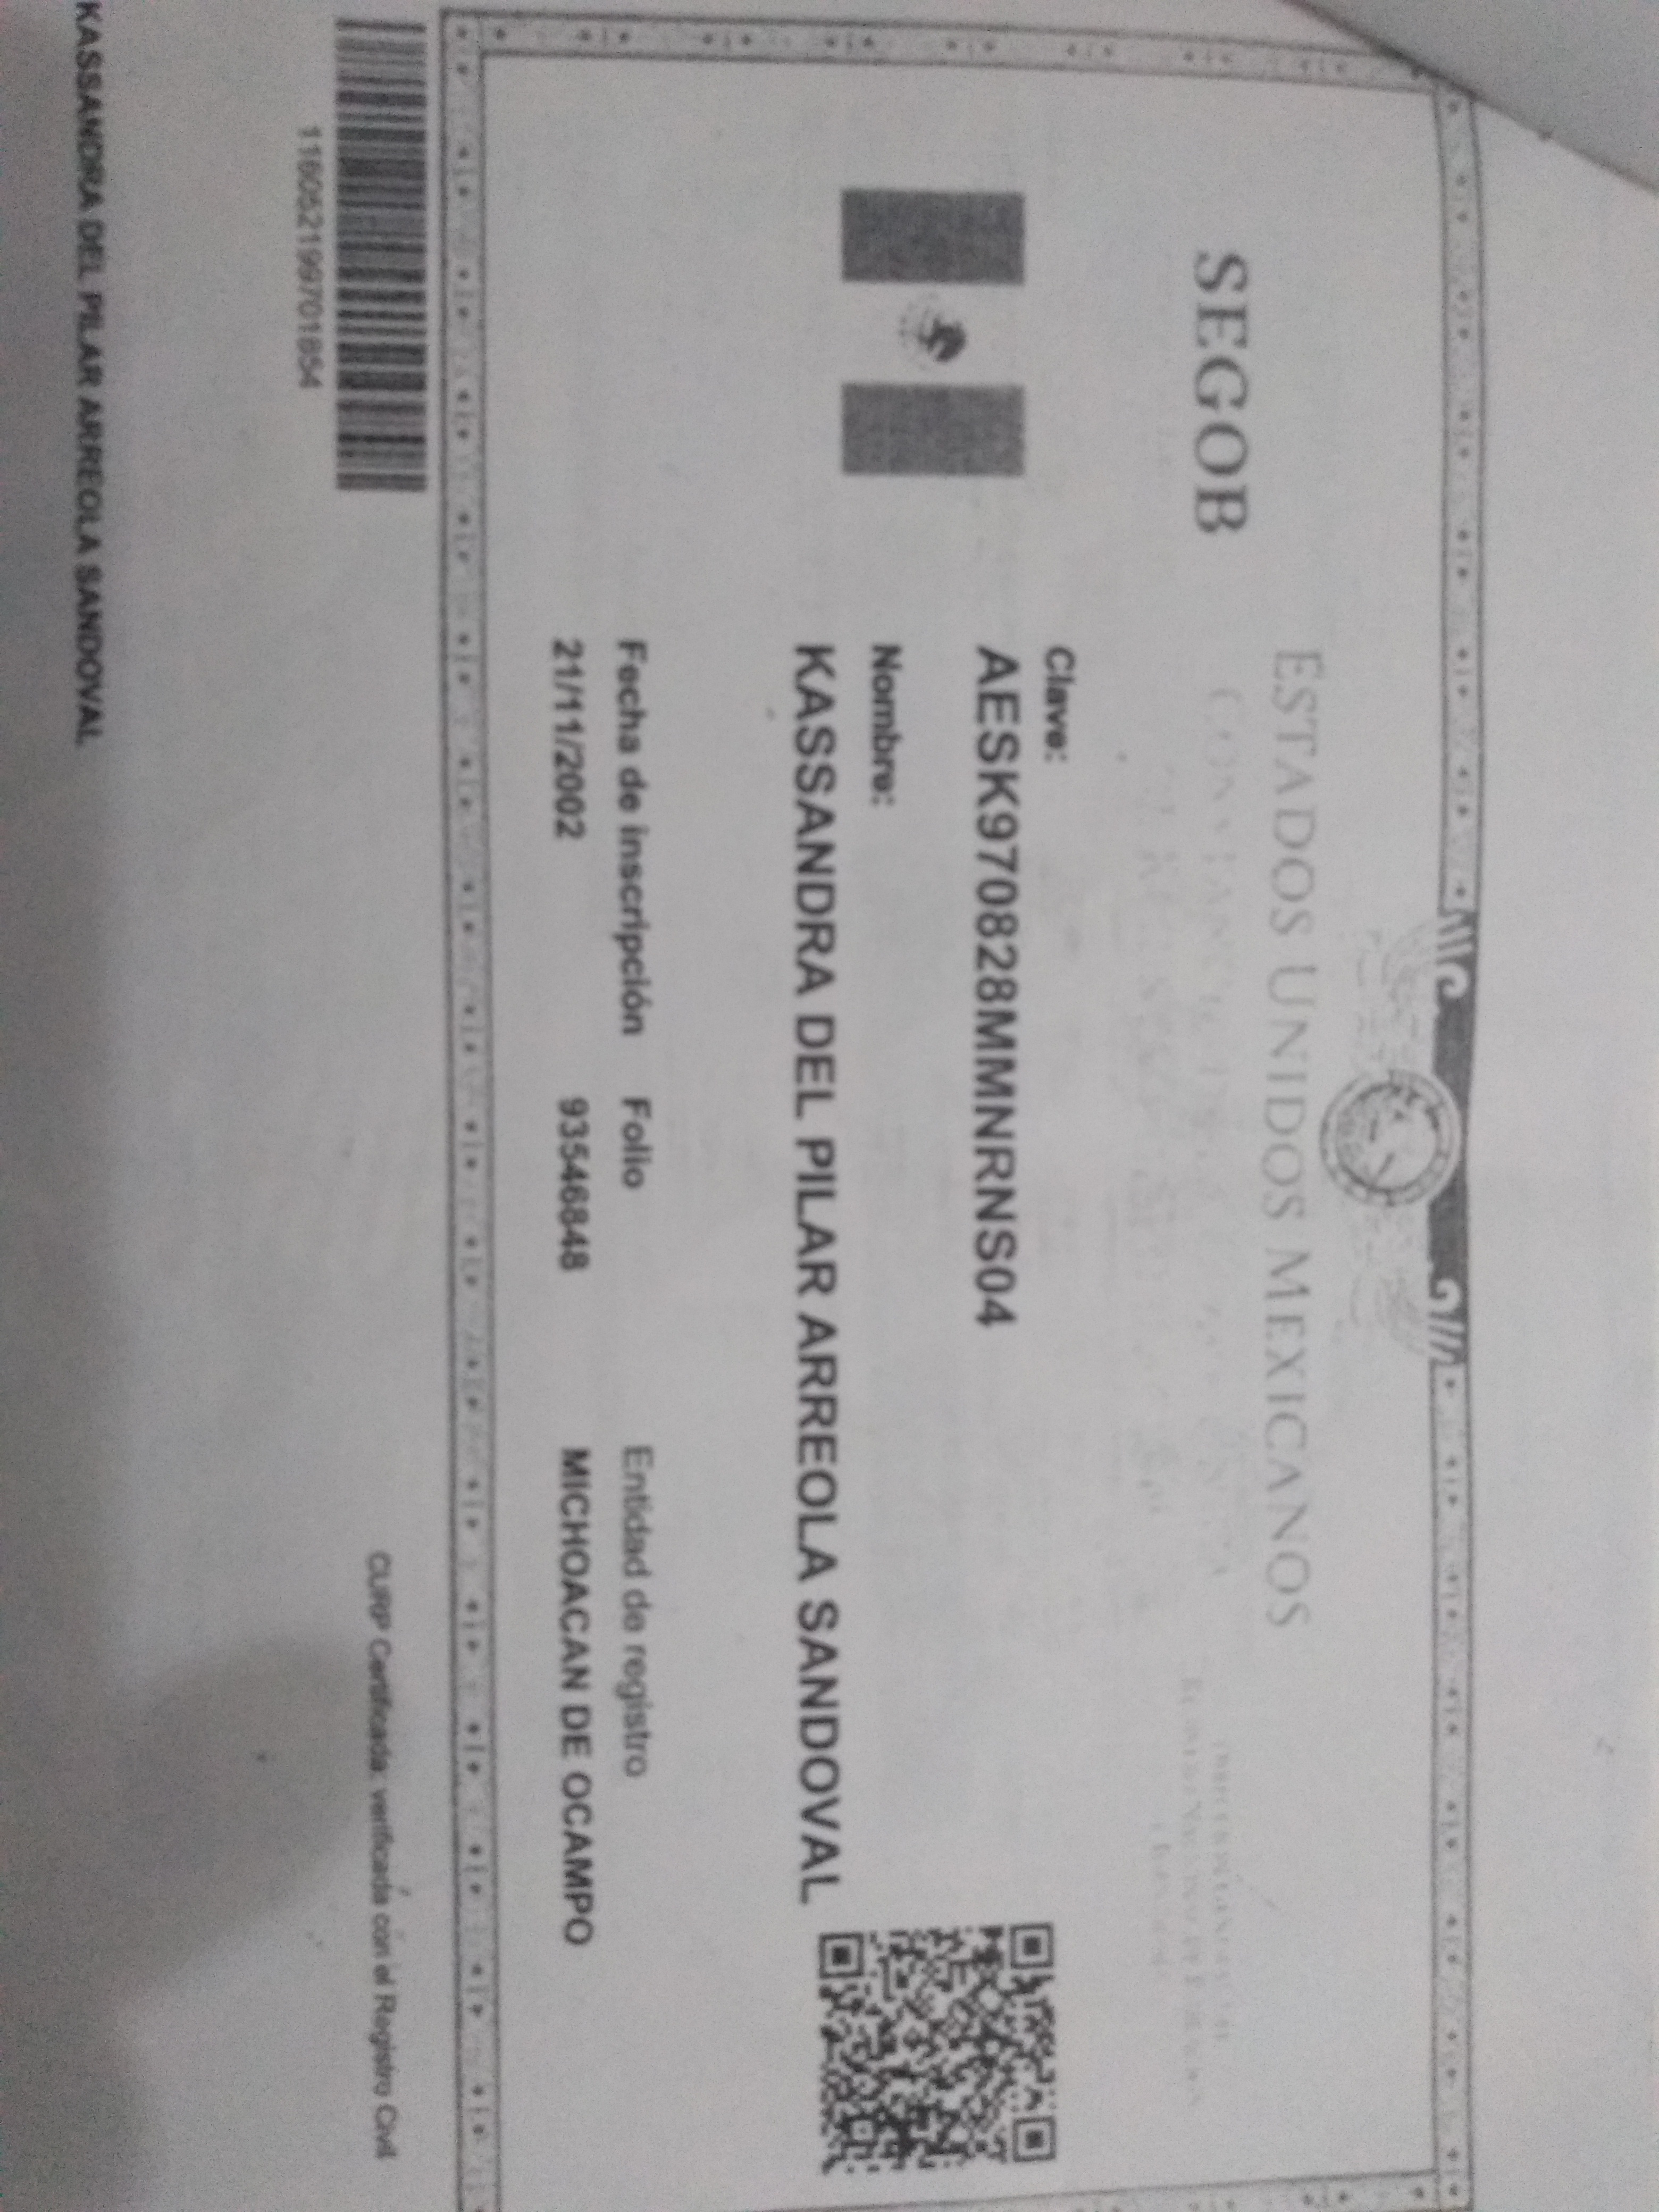 ESTADOS UNIDOS MEXICANOS
SEGOB
Clave:
AESK970828MMNRNS04
Nombre:
KASSANDRA DEL PILAR ARREOLA SANDOVAL
Fecha de inscripción Folio Entidad de registro
21/11/2002 93546848 MICHOACAN DE OCAMPO
CURP Certificada: verificada con el Registro Civil
116052199701854
KASSANDRA DEL PILAR ARREOLA SANDOVAL